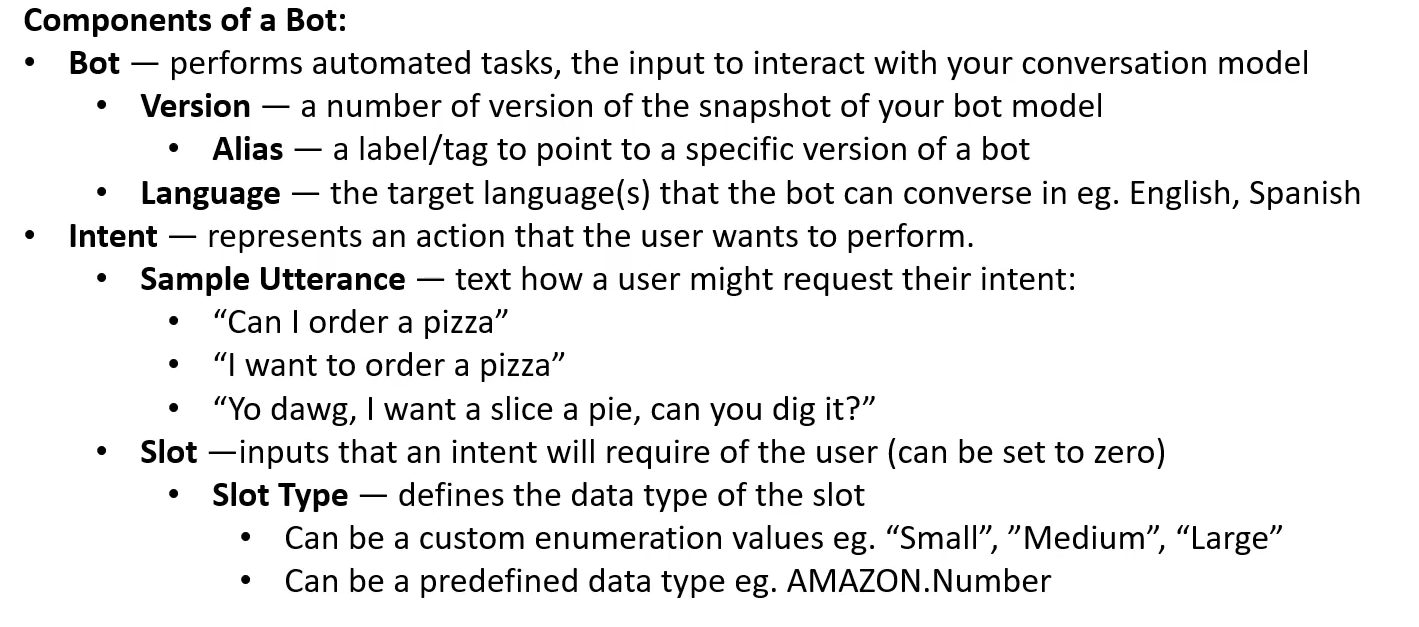 Components of a Bot:
• Bot — performs automated tasks, the input to interact with your conversation model
• Version — a number of version of the snapshot of your bot model
• Alias — a label/tag to point to a specific version of a bot
• Language — the target language(s) that the bot can converse in eg. English, Spanish
• Intent — represents an action that the user wants to perform.
• Sample Utterance — text how a user might request their intent:
• “Can I order a pizza”
• “I want to order a pizza”
• “Yo dawg, I want a slice a pie, can you dig it?”
• Slot —inputs that an intent will require of the user (can be set to zero)
• Slot Type — defines the data type of the slot
• Can be a custom enumeration values eg. “Small”, ”Medium”, “Large”
• Can be a predefined data type eg. AMAZON.Number